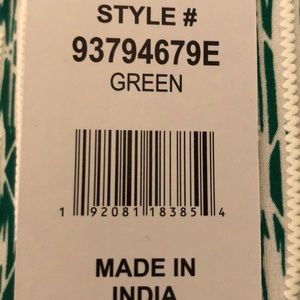 STYLE #
93794679E
GREEN
1 92081 18385 4
MADE IN
INDIA